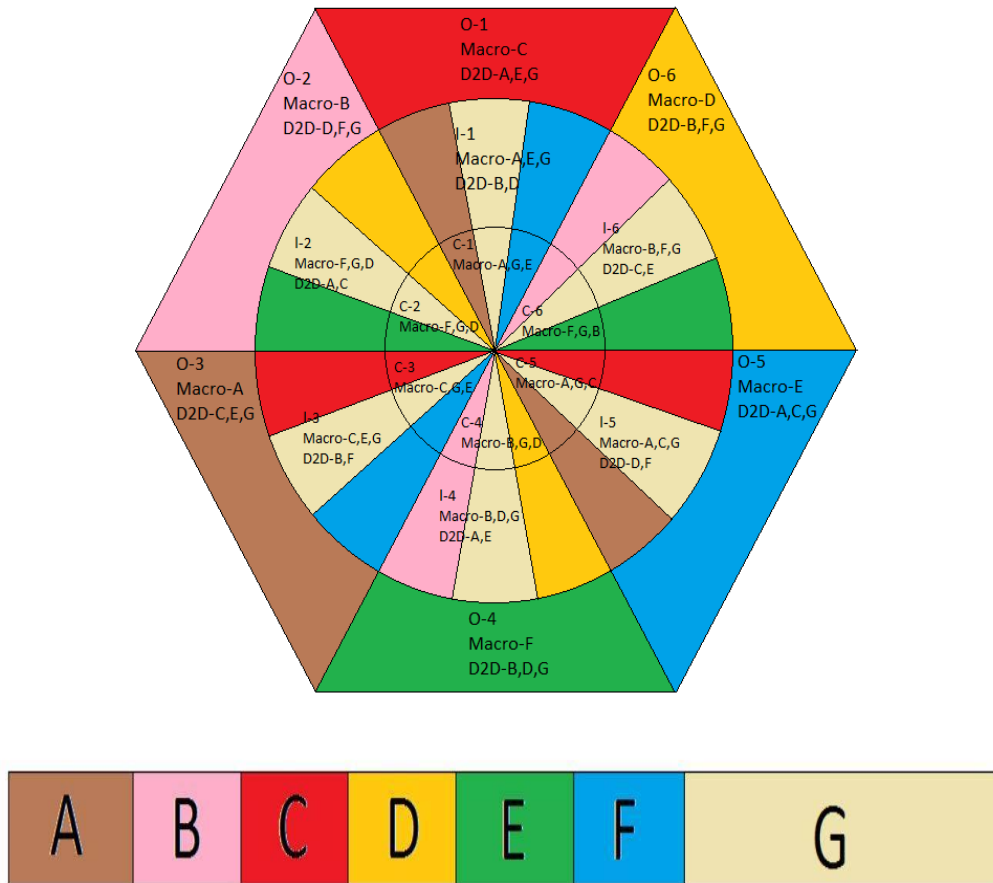 O-1
Macro-C
D2D-A,E,G
O-2
Macro-B
D2D-D,F,G
O-6
Macro-D
D2D-B,F,G
I-1
Macro-A,E,G
D2D-B,D
I-2
Macro-F,G,D
D2D-A,C
C-1
Macro-A,G,E
I-6
Macro-B,F,G
D2D-C,E
C-2
Macro-F,G,D
C-6
Macro-F,G,B
O-3
Macro-A
D2D-C,E,G
C-3
Macro-C,G,E
C-5
Macro-A,G,C
O-5
Macro-E
D2D-A,C,G
I-3
Macro-C,E,G
D2D-B,F
C-4
Macro-B,G,D
I-5
Macro-A,C,G
D2D-D,F
I-4
Macro-B,D,G
D2D-A,E
O-4
Macro-F
D2D-B,D,G
A B C D E F G